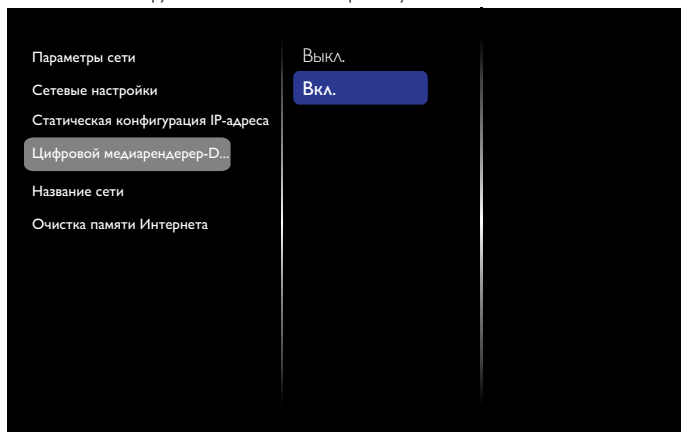 Параметры сети
Сетевые настройки
Статическая конфигурация IP-адреса
Цифровой медиарендерер-D...
Название сети
Очистка памяти Интернета
Выкл.
Вкл.